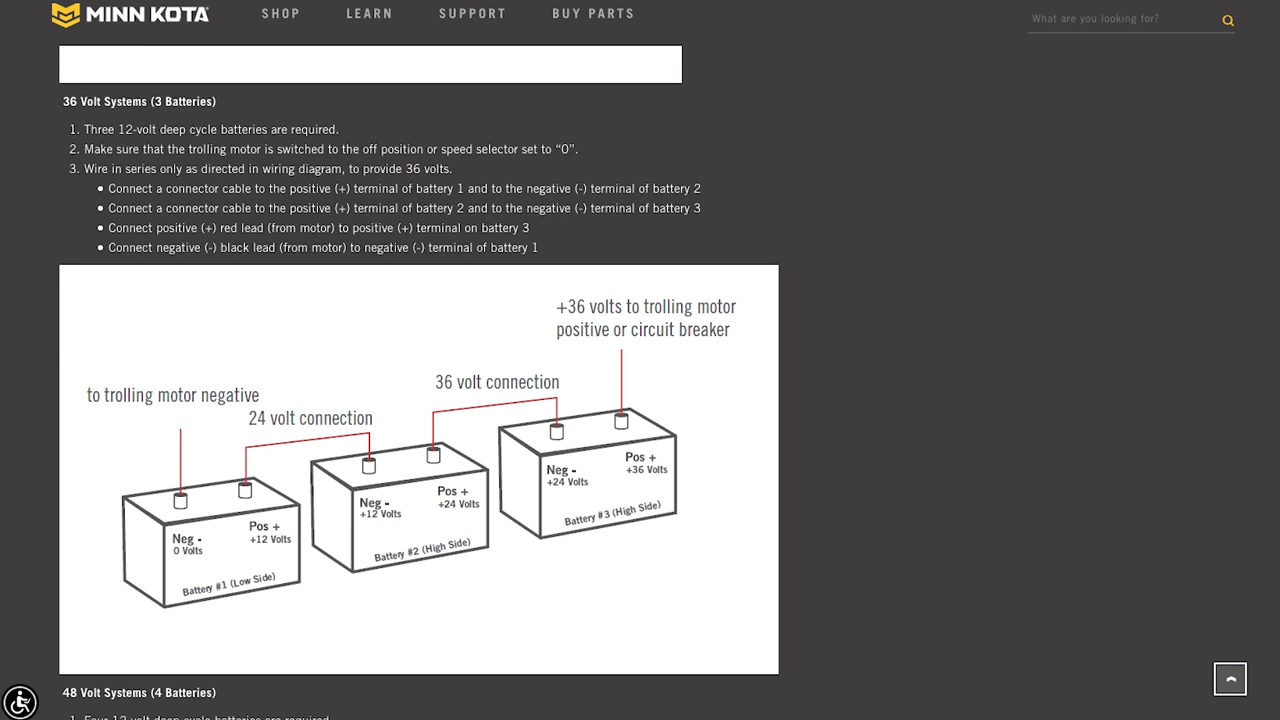 MINN KOTA
SHOP
LEARN
SUPPORT
BUY PARTS
What are you looking for?
36 Volt Systems (3 Batteries)
1. Three 12-volt deep cycle batteries are required.
2. Make sure that the trolling motor is switched to the off position or speed selector set to “0”.
3. Wire in series only as directed in wiring diagram, to provide 36 volts.
• Connect a connector cable to the positive (+) terminal of battery 1 and to the negative (-) terminal of battery 2
• Connect a connector cable to the positive (+) terminal of battery 2 and to the negative (-) terminal of battery 3
• Connect positive (+) red lead (from motor) to positive (+) terminal on battery 3
• Connect negative (-) black lead (from motor) to negative (-) terminal of battery 1
+36 volts to trolling motor
positive or circuit breaker
36 volt connection
to trolling motor negative
24 volt connection
Neg -
0 Volts
Pos +
+12 Volts
Battery #1 (Low Side)
Neg -
+12 Volts
Pos +
+24 Volts
Battery #2 (High Side)
Neg -
+24 Volts
Pos +
+36 Volts
Battery #3 (High Side)
48 Volt Systems (4 Batteries)
1. Four 12-volt deep cycle batteries are required.